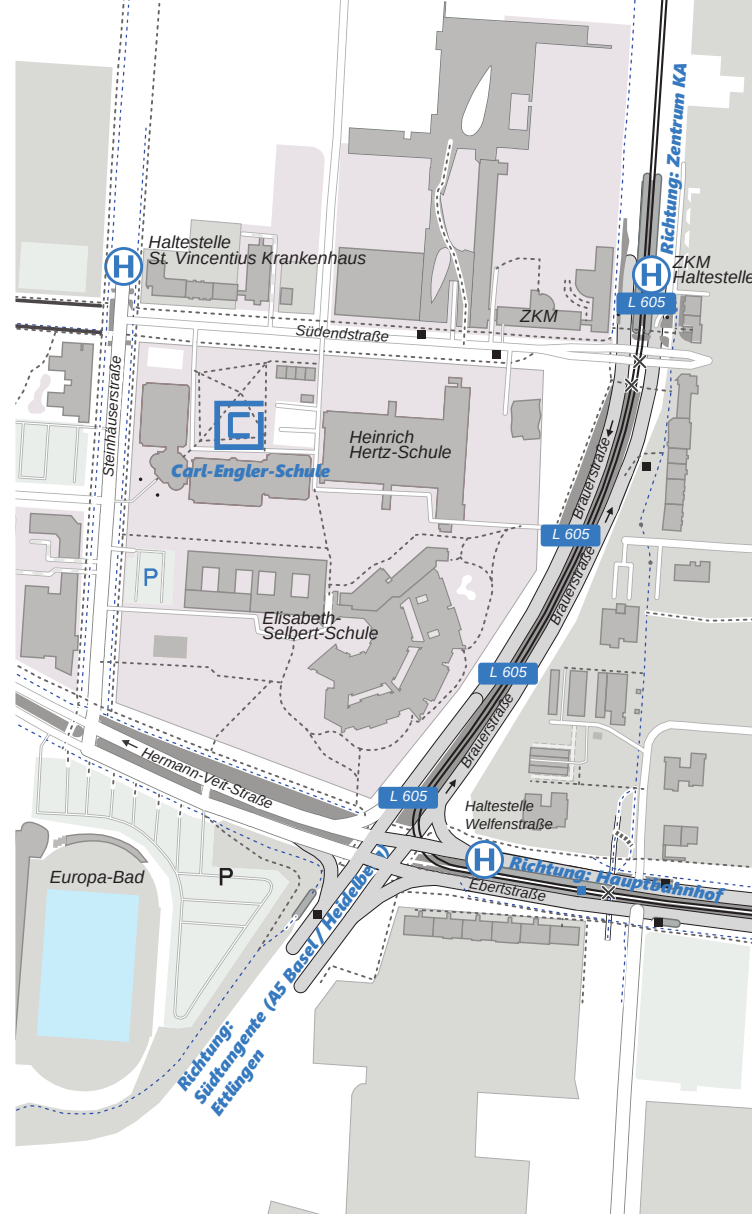 Richtung: Zentrum KA
Haltestelle
St. Vincentius Krankenhaus
H
H
ZKM
Haltestelle
L 605
ZKM
Südendstraße
Steinhäuserstraße
Heinrich
Hertz-Schule
Carl-Engler-Schule
Brauerstraße
L 605
Brauerstraße
P
Elisabeth-
Selbert-Schule
L 605
Brauerstraße
Hermann-Veit-Straße
L 605
Haltestelle
Welfenstraße
H
Richtung: Hauptbahnhof
Ebertstraße
Europa-Bad
P
Richtung:
Südtangente (A5 Basel / Heidelberg)
Ettlingen